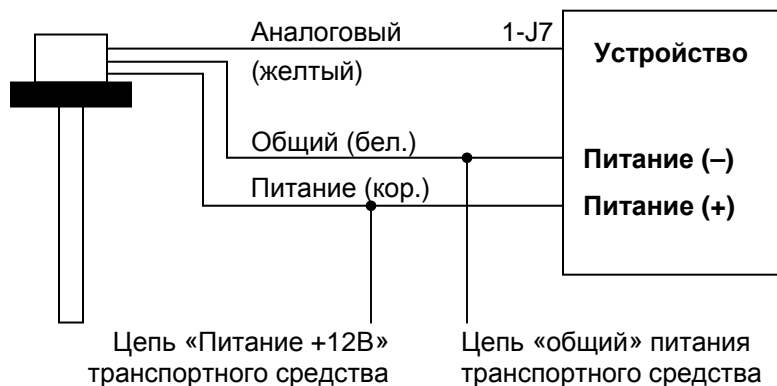 Аналоговый 1-J7
(желтый)
Устройство
Общий (бел.)
Питание (–)
Питание (кор.)
Питание (+)
Цепь «Питание +12В»
транспортного средства
Цепь «общий» питания
транспортного средства